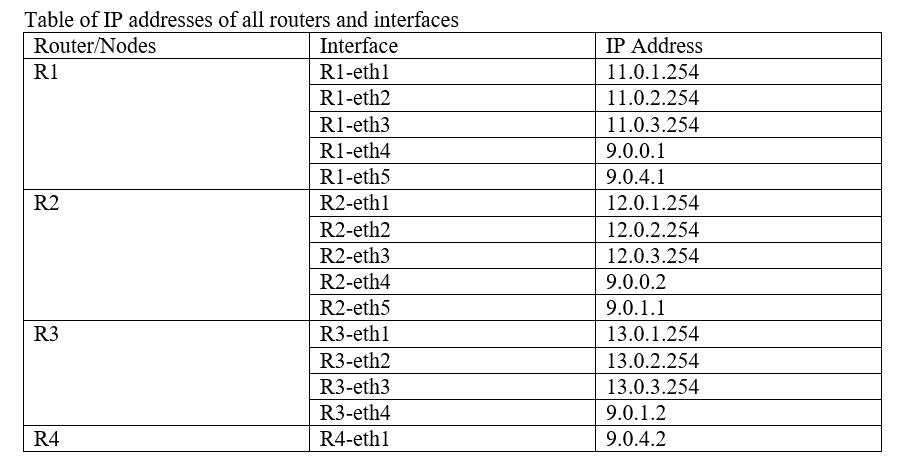 Table of IP addresses of all routers and interfaces
Router/Nodes Interface IP Address
R1 R1-eth1 11.0.1.254
R1-eth2 11.0.2.254
R1-eth3 11.0.3.254
R1-eth4 9.0.0.1
R1-eth5 9.0.4.1
R2 R2-eth1 12.0.1.254
R2-eth2 12.0.2.254
R2-eth3 12.0.3.254
R2-eth4 9.0.0.2
R2-eth5 9.0.1.1
R3 R3-eth1 13.0.1.254
R3-eth2 13.0.2.254
R3-eth3 13.0.3.254
R3-eth4 9.0.1.2
R4 R4-eth1 9.0.4.2